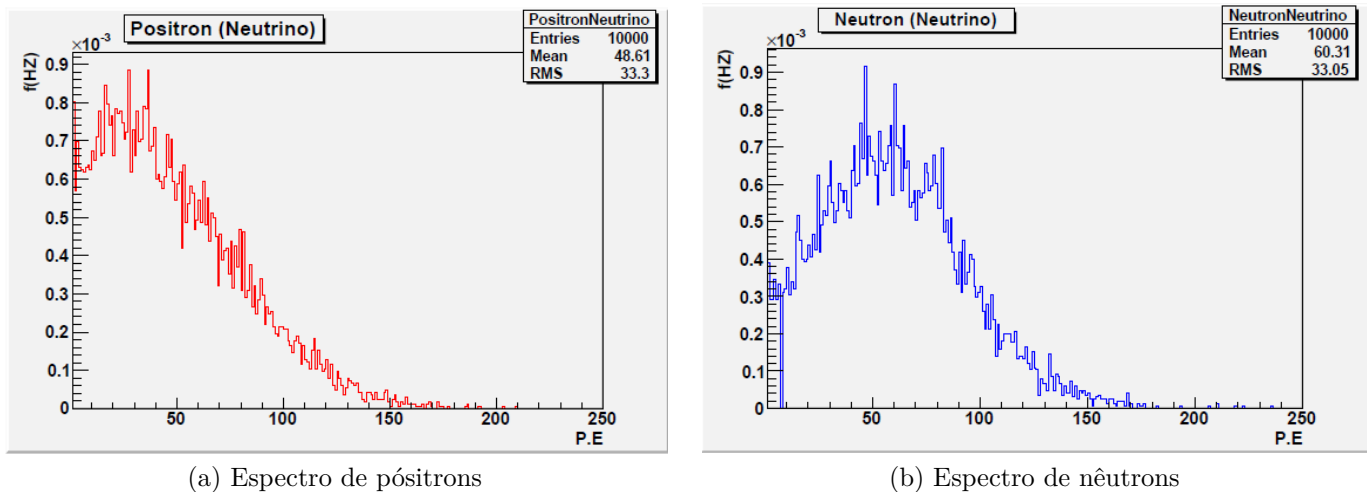 Positron (Neutrino)
PositronNeutrino
Entries 10000
Mean 48.61
RMS 33.3
×10⁻³
f(HZ)
0.9
0.8
0.7
0.6
0.5
0.4
0.3
0.2
0.1
0
50
100
150
200
250
P.E
(a) Espectro de pósitrons
Neutron (Neutrino)
NeutronNeutrino
Entries 10000
Mean 60.31
RMS 33.05
×10⁻³
f(HZ)
0.9
0.8
0.7
0.6
0.5
0.4
0.3
0.2
0.1
0
50
100
150
200
250
P.E
(b) Espectro de nêutrons